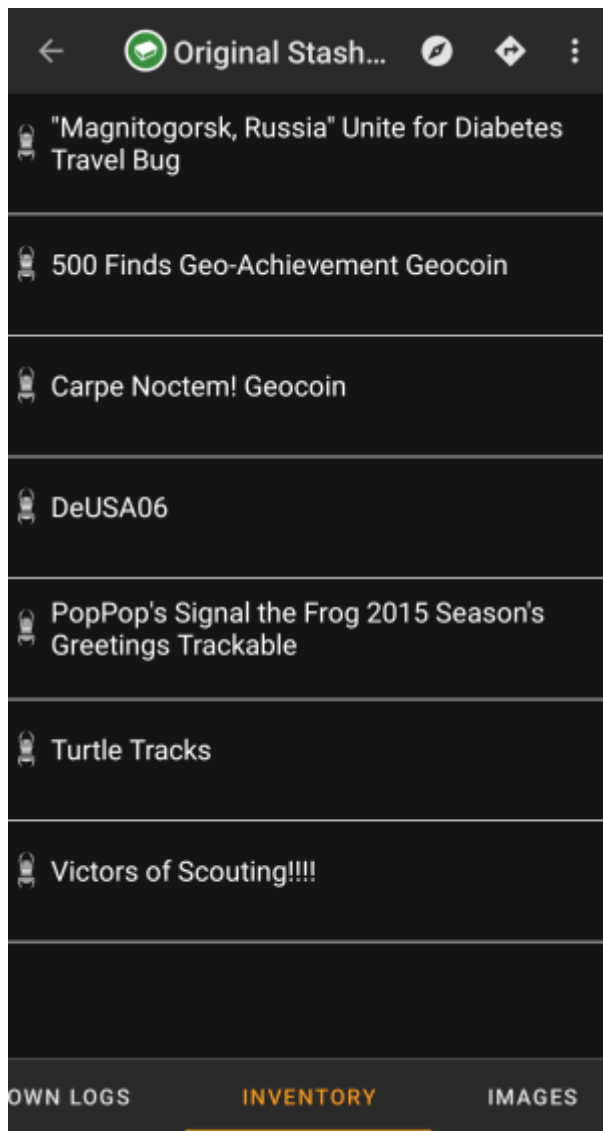 Original Stash...
"Magnitogorsk, Russia" Unite for Diabetes
Travel Bug
500 Finds Geo-Achievement Geocoin
Carpe Noctem! Geocoin
DeUSA06
PopPop's Signal the Frog 2015 Season's
Greetings Trackable
Turtle Tracks
Victors of Scouting!!!!
OWN LOGS INVENTORY IMAGES